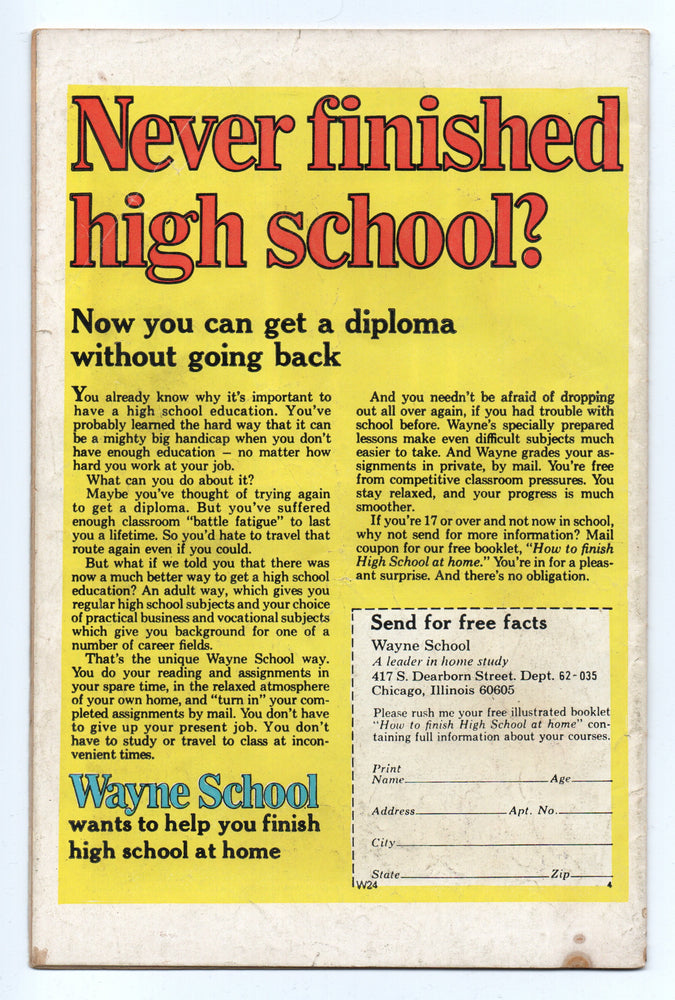 Never finished
high school?
Now you can get a diploma
without going back
You already know why it's important to
have a high school education. You've
probably learned the hard way that it can
be a mighty big handicap when you don't
have enough education — no matter how
hard you work at your job.
What can you do about it?
Maybe you've thought of trying again
to get a diploma. But you've suffered
enough classroom "battle fatigue" to last
you a lifetime. So you'd hate to travel that
route again even if you could.
But what if we told you that there was
now a much better way to get a high school
education? An adult way, which gives you
regular high school subjects and your choice
of practical business and vocational subjects
which give you background for one of a
number of career fields.
That's the unique Wayne School way.
You do your reading and assignments in
your spare time, in the relaxed atmosphere
of your own home, and "turn in" your com-
pleted assignments by mail. You don't have
to give up your present job. You don't
have to study or travel to class at incon-
venient times.
Wayne School
wants to help you finish
high school at home
And you needn't be afraid of dropping
out all over again, if you had trouble with
school before. Wayne's specially prepared
lessons make even difficult subjects much
easier to take. And Wayne grades your as-
signments in private, by mail. You're free
from competitive classroom pressures. You
stay relaxed, and your progress is much
smoother.
If you're 17 or over and not now in school,
why not send for more information? Mail
coupon for our free booklet, "How to finish
High School at home." You're in for a pleas-
ant surprise. And there's no obligation.
Send for free facts
Wayne School
A leader in home study
417 S. Dearborn Street. Dept. 62-035
Chicago, Illinois 60605
Please rush me your free illustrated booklet
"How to finish High School at home" con-
taining full information about your courses.
Print
Name Age
Address Apt. No.
City
State Zip
W24 4